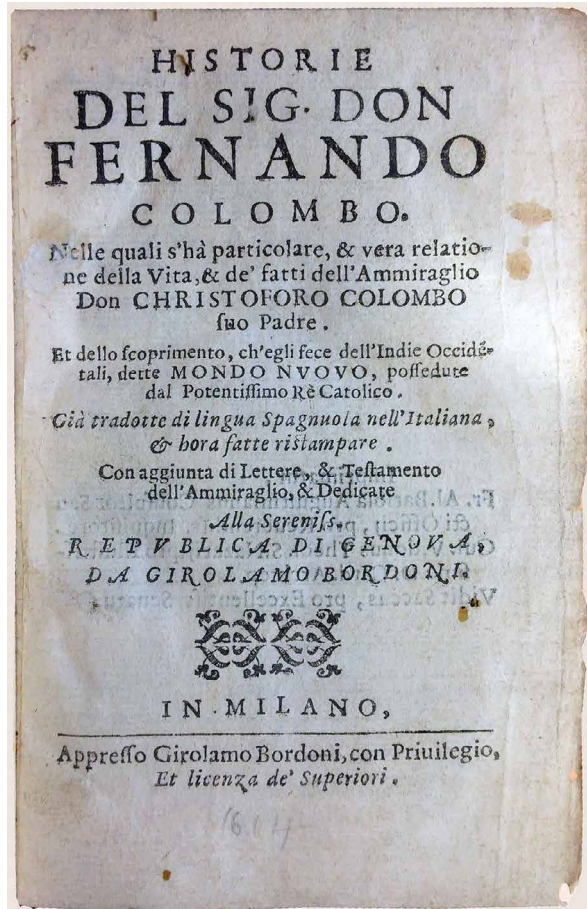 HISTORIE
DEL SIG. DON
FERNANDO
COLOMBO.
Nelle quali s'hà particolare, & vera relatio-
ne della Vita, & de' fatti dell'Ammiraglio
Don CHRISTOFORO COLOMBO
ſuo Padre.
Et dello ſcoprimento, ch'egli fece dell'Indie Occidẽ-
tali, dette MONDO NVOVO, poſſedute
dal Potentiſſimo Rè Catolico.
Già tradotte di lingua Spagnuola nell'Italiana,
& hora fatte riſtampare.
Con aggiunta di Lettere, & Teſtamento
dell'Ammiraglio, & Dedicate
Alla Sereniſs.
REPVBLICA DI GENOVA,
DA GIROLAMO BORDONI.
IN MILANO,
Appreſſo Girolamo Bordoni, con Priuilegio,
Et licenza de' Superiori.